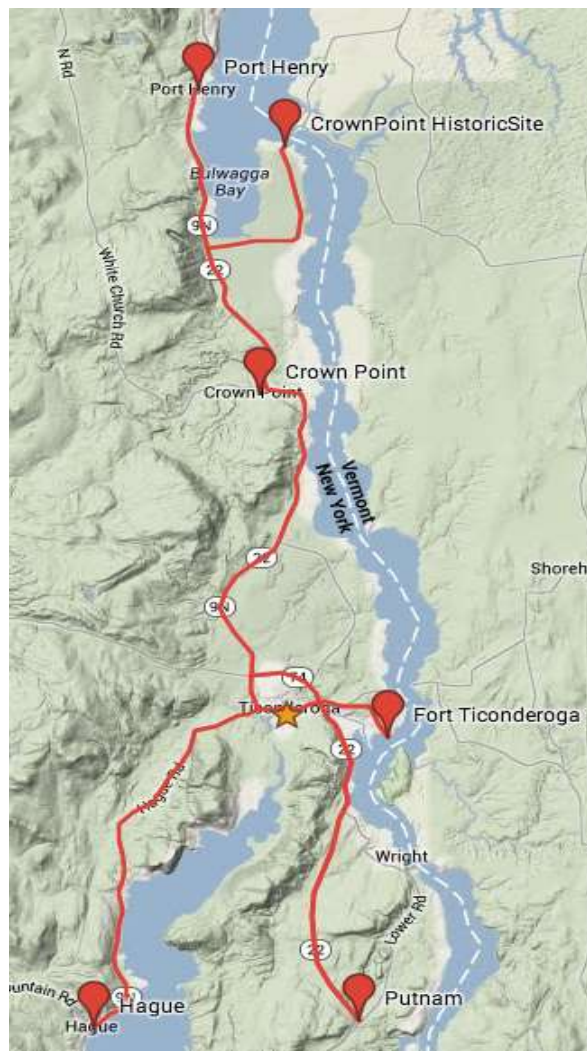 N Rd
Port Henry
Port Henry
CrownPoint HistoricSite
Bulwagga
Bay
9N
22
White Church Rd
Crown Point
Crown Point
Vermont
New York
22
9N
Shoreh
74
Ticonderoga
Fort Ticonderoga
22
Hague Rd
Wright
Lower Rd
22
ountain Rd
9N
Hague
Hague
Putnam